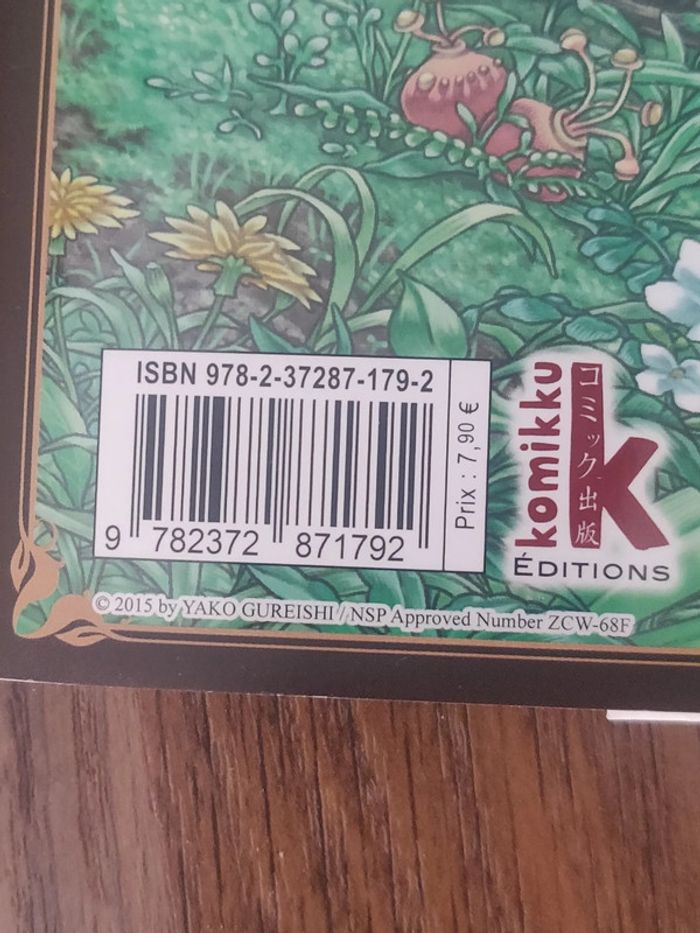 ISBN 978-2-37287-179-2
9 782372 871792
Prix : 7,90 €
komikku
コミック出版
K
ÉDITIONS
© 2015 by YAKO GUREISHI / NSP Approved Number ZCW-68F